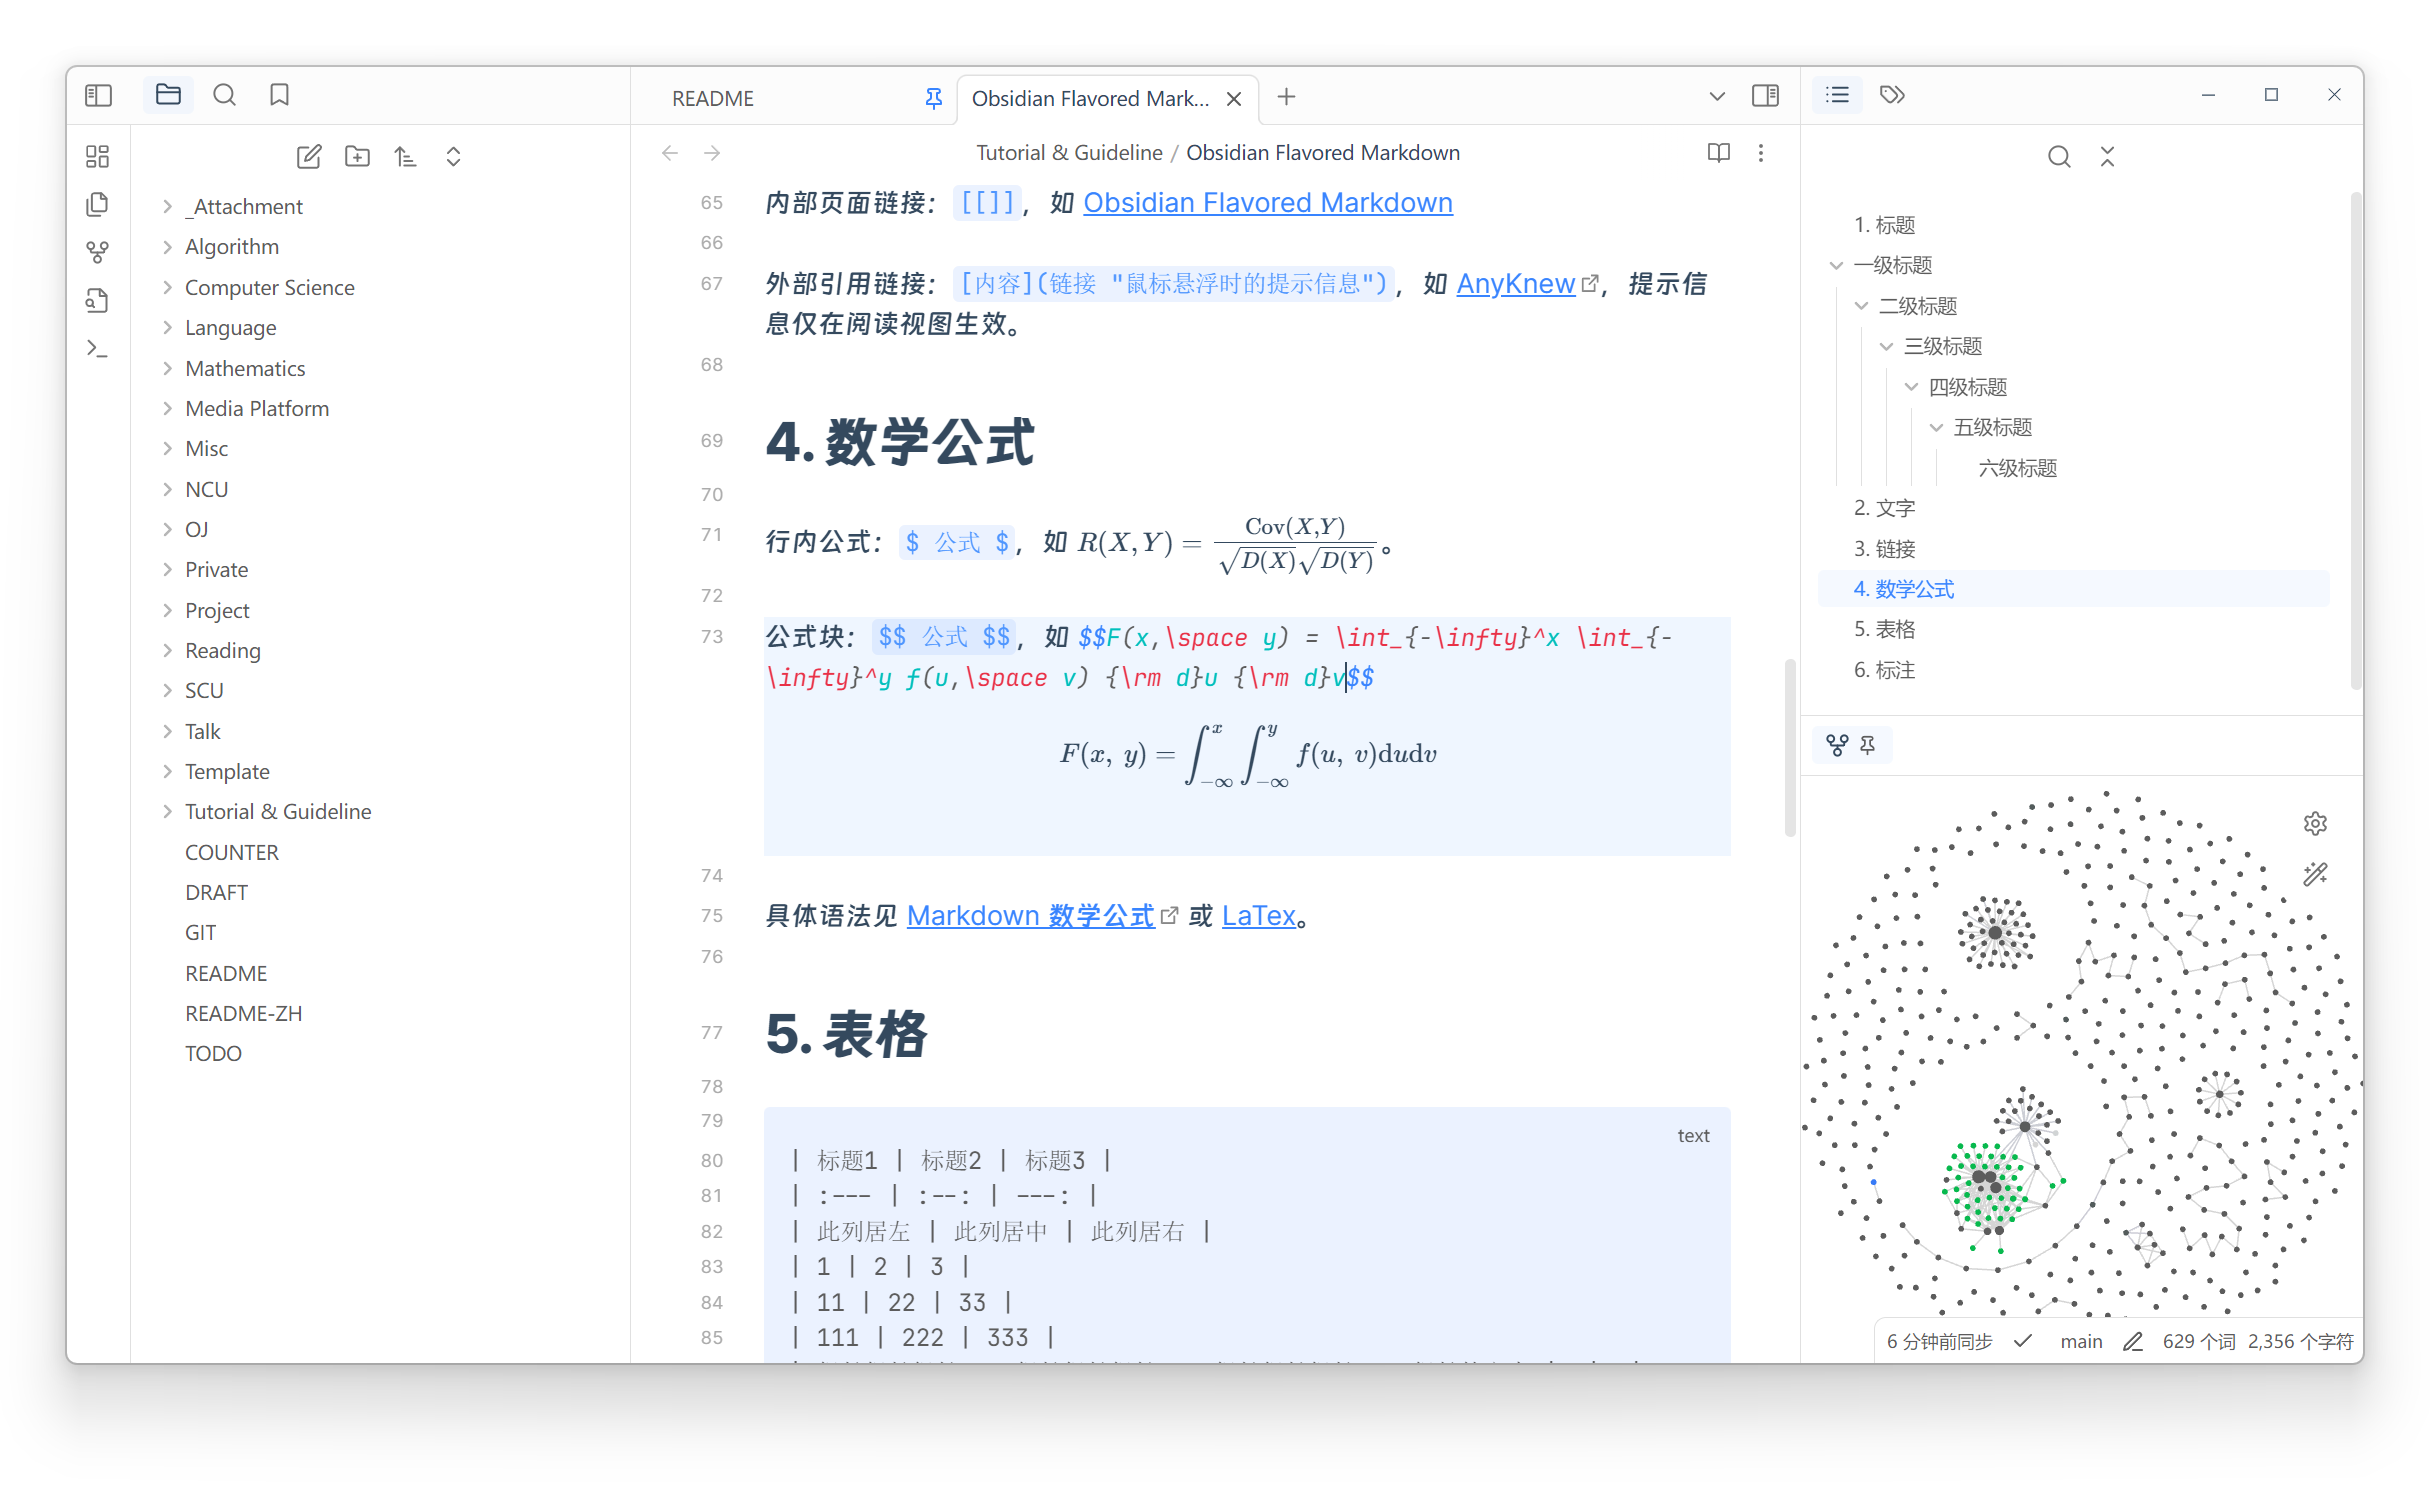 README
Obsidian Flavored Mark...
Tutorial & Guideline / Obsidian Flavored Markdown
_Attachment
Algorithm
Computer Science
Language
Mathematics
Media Platform
Misc
NCU
OJ
Private
Project
Reading
SCU
Talk
Template
Tutorial & Guideline
COUNTER
DRAFT
GIT
README
README-ZH
TODO
65 内部页面链接： [[]]，如 Obsidian Flavored Markdown
66
67 外部引用链接： [内容](链接 "鼠标悬浮时的提示信息")，如 AnyKnew，提示信
息仅在阅读视图生效。
68
69 4. 数学公式
70
71 行内公式： $ 公式 $，如 R(X,Y) = Cov(X,Y) / √D(X)√D(Y)。
72
73 公式块： $$ 公式 $$，如 $$F(x,\space y) = \int_{-\infty}^x \int_{-
\infty}^y f(u,\space v) {\rm d}u {\rm d}v$$
F(x, y) = ∫_{−∞}^x ∫_{−∞}^y f(u, v)dudv
74
75 具体语法见 Markdown 数学公式 或 LaTex。
76
77 5. 表格
78
79
text
80 | 标题1 | 标题2 | 标题3 |
81 | :--- | :--: | ---: |
82 | 此列居左 | 此列居中 | 此列居右 |
83 | 1 | 2 | 3 |
84 | 11 | 22 | 33 |
85 | 111 | 222 | 333 |
1. 标题
一级标题
二级标题
三级标题
四级标题
五级标题
六级标题
2. 文字
3. 链接
4. 数学公式
5. 表格
6. 标注
6 分钟前同步 main 629 个词 2,356 个字符